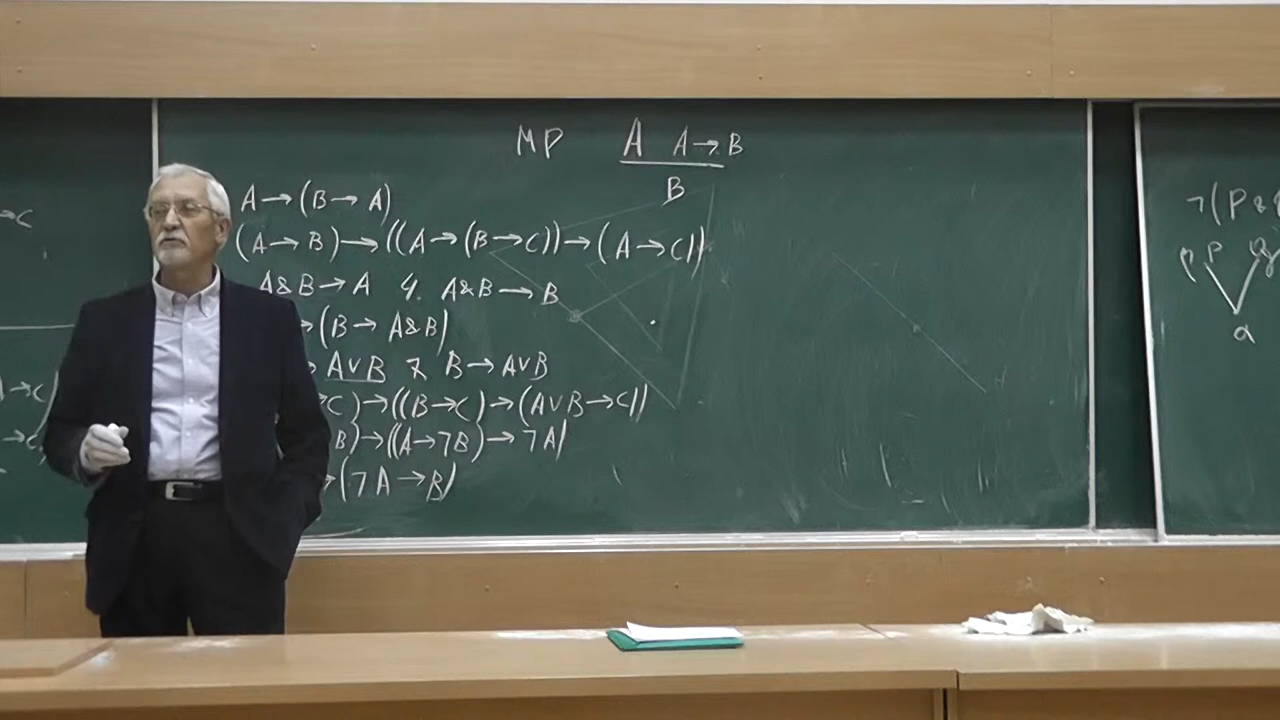 →C
→C)
→C)
MP A A→B
B
A→(B→A)
(A→B)→((A→(B→C))→(A→C))
A&B→A 4. A&B→B
→(B→A&B)
A∨B 7. B→A∨B
C)→((B→C)→(A∨B→C))
B)→((A→¬B)→¬A)
→(¬A→B)
¬(P&
P
a